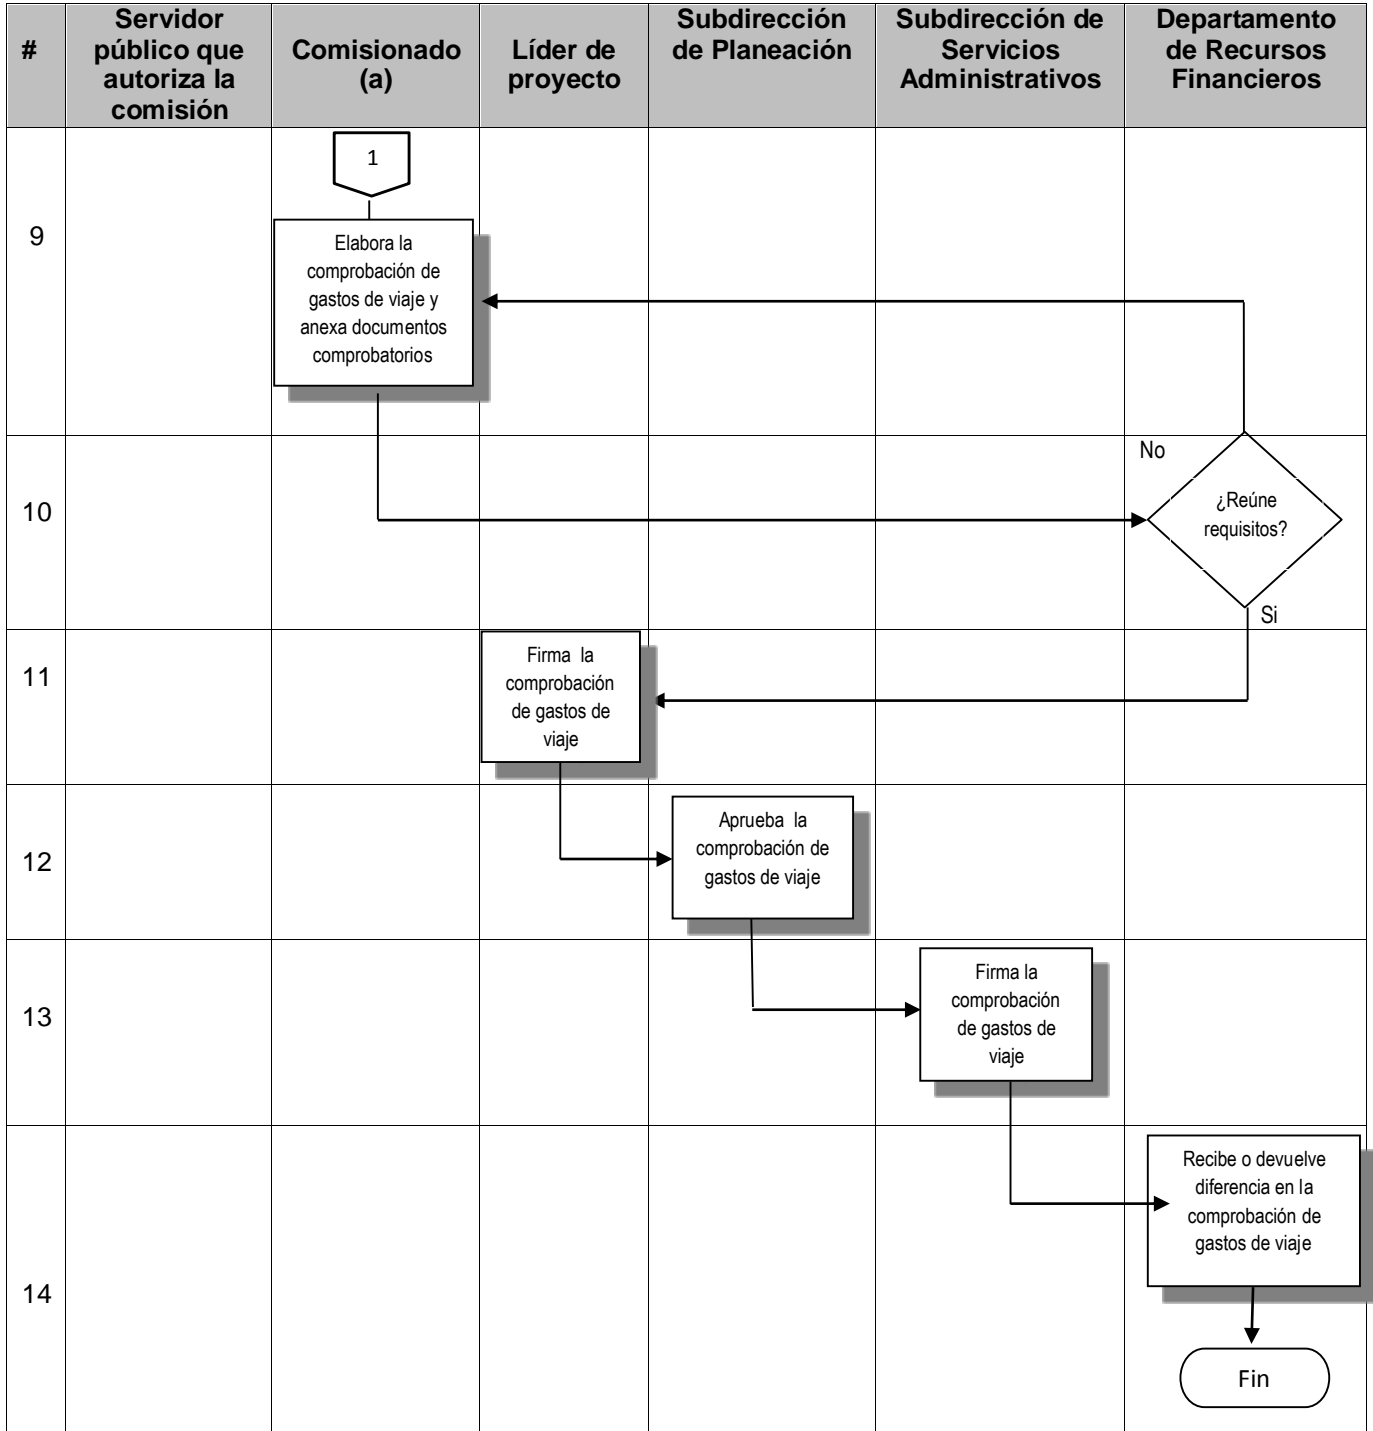 #
Servidor
público que
autoriza la
comisión
Comisionado
(a)
Líder de
proyecto
Subdirección
de Planeación
Subdirección de
Servicios
Administrativos
Departamento
de Recursos
Financieros
9
1
Elabora la
comprobación de
gastos de viaje y
anexa documentos
comprobatorios
10
No
¿Reúne
requisitos?
Si
11
Firma la
comprobación
de gastos de
viaje
12
Aprueba la
comprobación de
gastos de viaje
13
Firma la
comprobación
de gastos de
viaje
14
Recibe o devuelve
diferencia en la
comprobación de
gastos de viaje
Fin